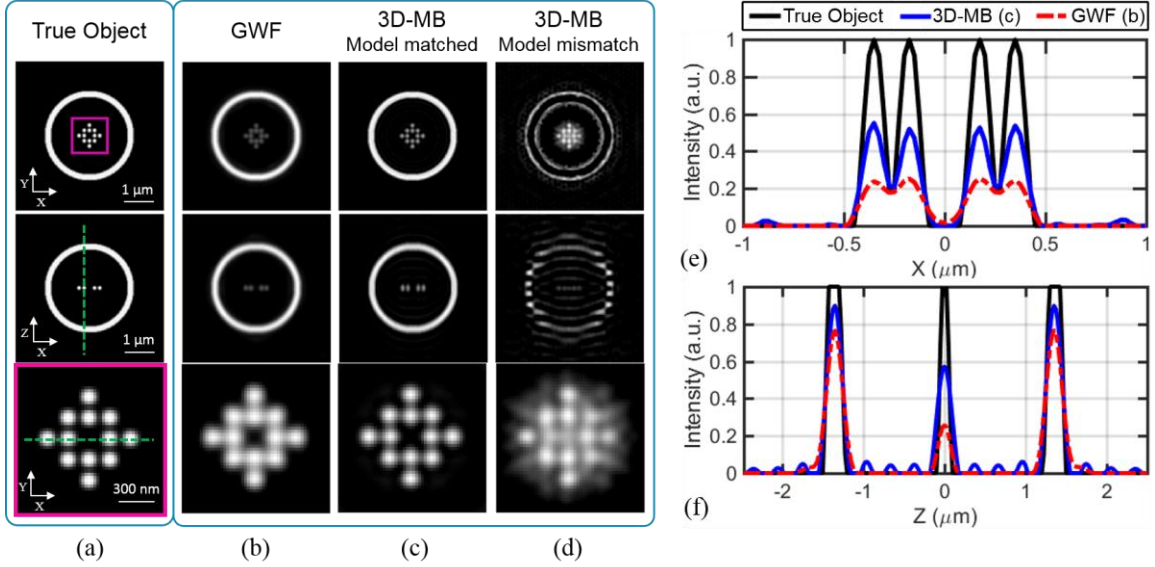 True Object
GWF
3D-MB
Model matched
3D-MB
Model mismatch
Y
X
1 μm
Z
X
1 μm
Y
X
300 nm
(a)
(b)
(c)
(d)
True Object
3D-MB (c)
GWF (b)
Intensity (a.u.)
1
0.8
0.6
0.4
0.2
0
-1
-0.5
0
0.5
1
X (μm)
(e)
Intensity (a.u.)
1
0.8
0.6
0.4
0.2
0
-2
-1
0
1
2
Z (μm)
(f)